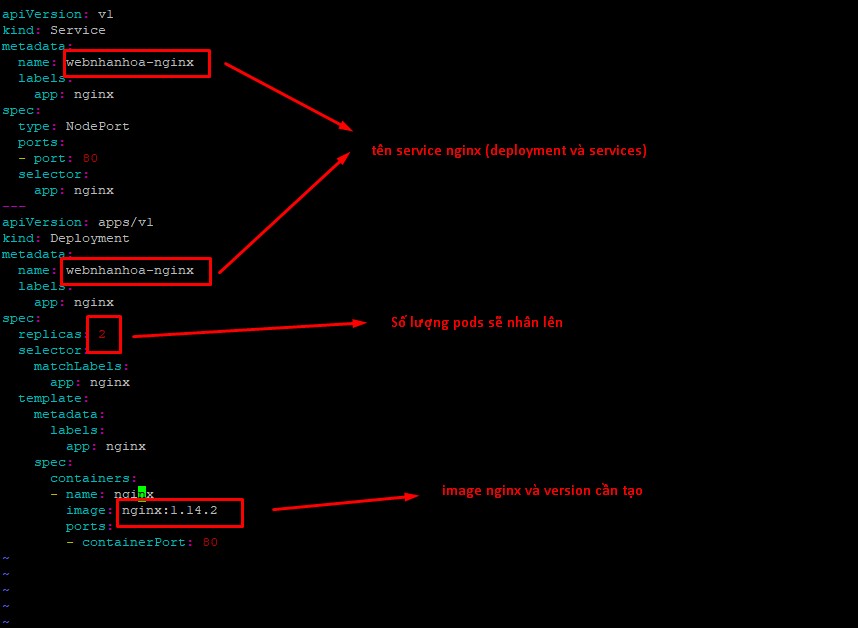 apiVersion: v1
kind: Service
metadata:
  name: webnhanhoa-nginx
  labels:
    app: nginx
spec:
  type: NodePort
  ports:
  - port: 80
  selector:
    app: nginx
---
apiVersion: apps/v1
kind: Deployment
metadata:
  name: webnhanhoa-nginx
  labels:
    app: nginx
spec:
  replicas: 2
  selector:
    matchLabels:
      app: nginx
  template:
    metadata:
      labels:
        app: nginx
    spec:
      containers:
      - name: nginx
        image: nginx:1.14.2
        ports:
        - containerPort: 80
~
~
~
~
~
tên service nginx (deployment và services)
Số lượng pods sẽ nhân lên
image nginx và version cần tạo